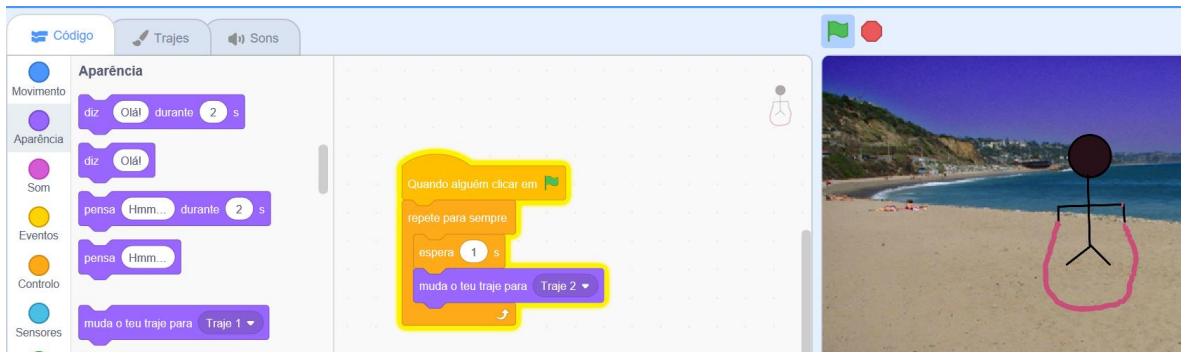 Código
Trajes
Sons
Movimento
Aparência
Som
Eventos
Controlo
Sensores
Aparência
diz Olá! durante 2 s
diz Olá!
pensa Hmm... durante 2 s
pensa Hmm...
muda o teu traje para Traje 1
Quando alguém clicar em
repete para sempre
espera 1 s
muda o teu traje para Traje 2